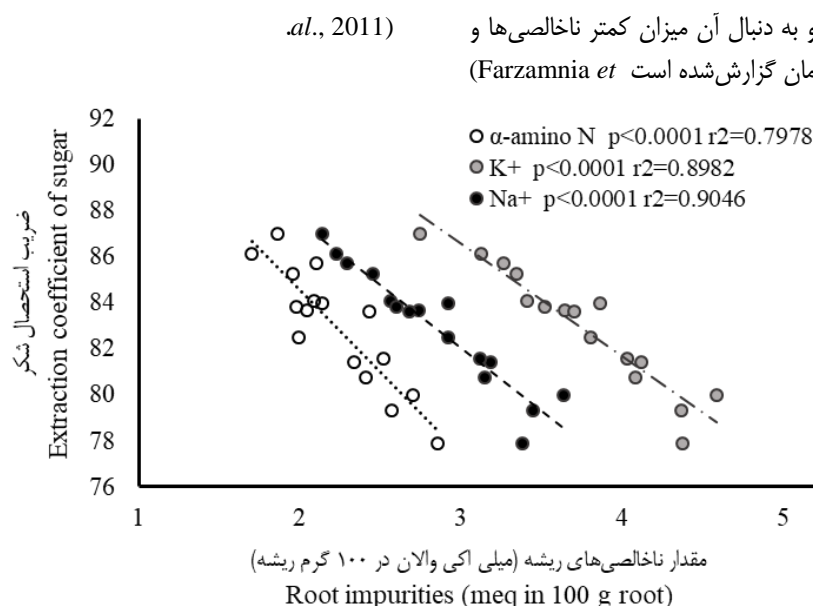 و به دنبال آن میزان کمتر ناخالصی‌ها و
مان گزارش‌شده است Farzamnia et)
.al., 2011)
92
90
88
86
84
82
80
78
76
ضریب استحصال شکر
Extraction coefficient of sugar
α-amino N p<0.0001 r2=0.7978
K+ p<0.0001 r2=0.8982
Na+ p<0.0001 r2=0.9046
1 2 3 4 5
مقدار ناخالصی‌های ریشه (میلی اکی والان در ۱۰۰ گرم ریشه)
Root impurities (meq in 100 g root)